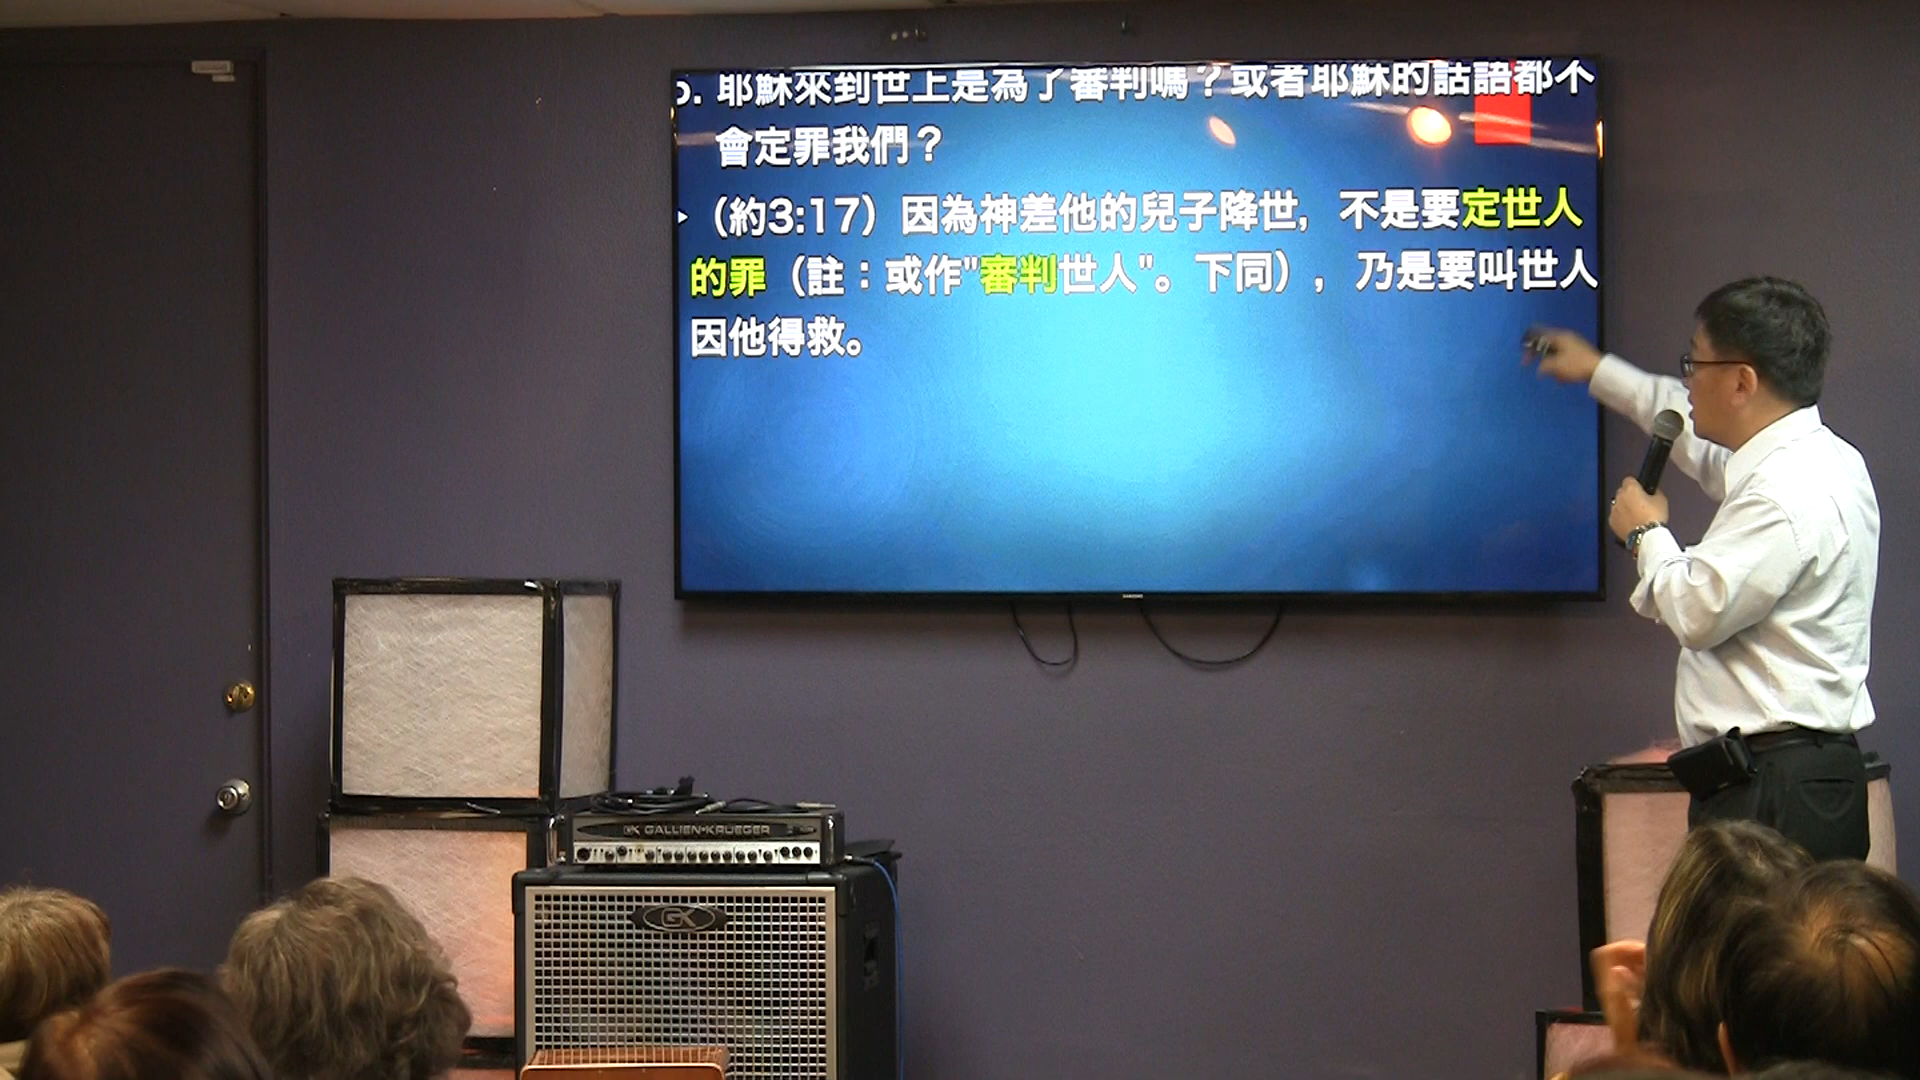 耶穌來到世上是為了審判嗎？或者耶穌的話語都不
會定罪我們？
（約3:17）因為神差他的兒子降世，不是要定世人
的罪（註：或作"審判世人"。下同），乃是要叫世人
因他得救。
SAMSUNG
GK GALLIEN-KRUEGER
GK